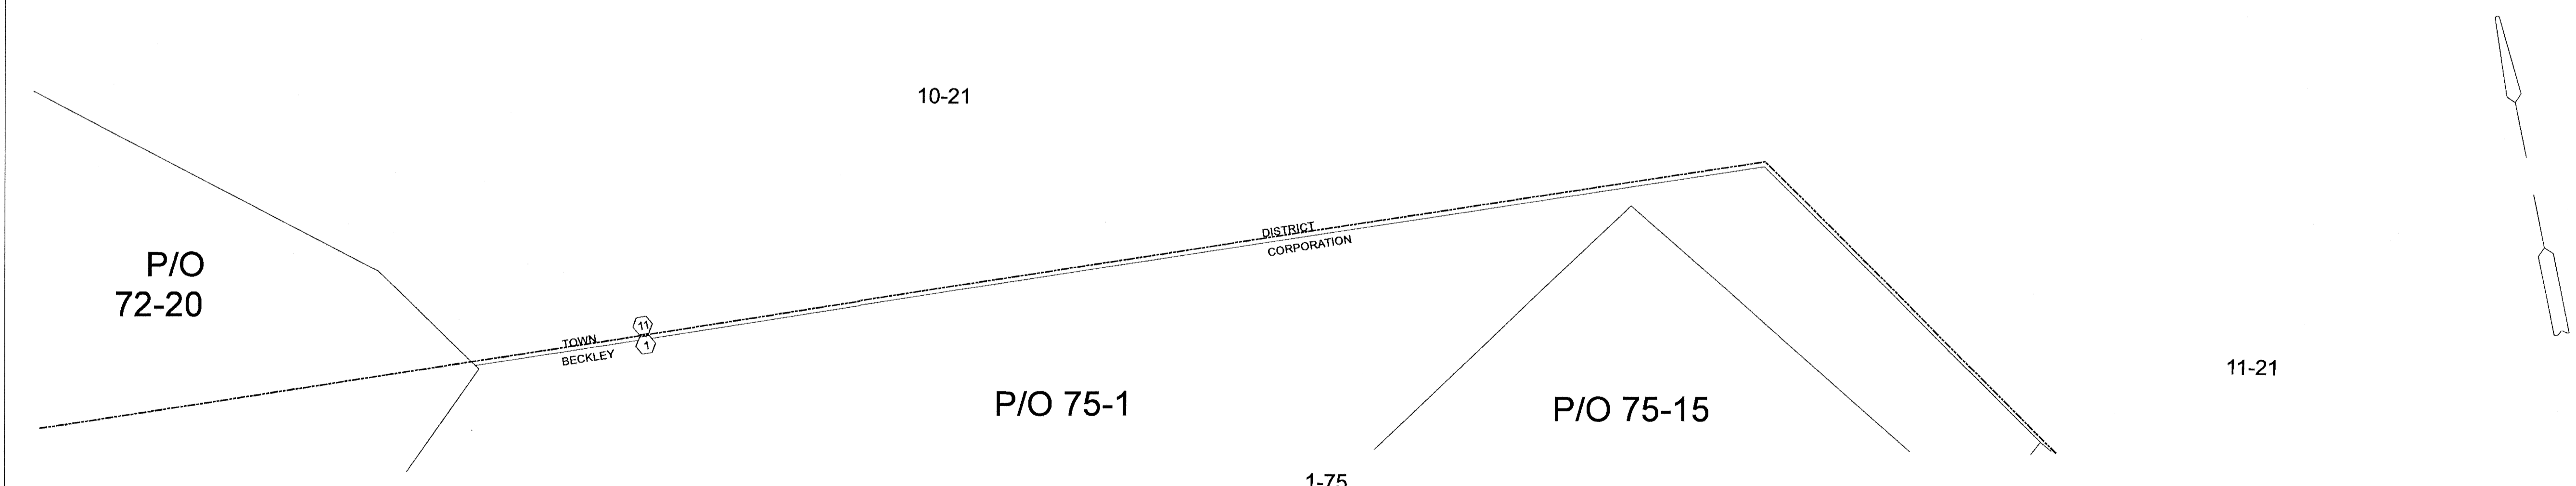 10-21
P/O
72-20
TOWN
BECKLEY
11
1
DISTRICT
CORPORATION
P/O 75-1
P/O 75-15
11-21
1-75